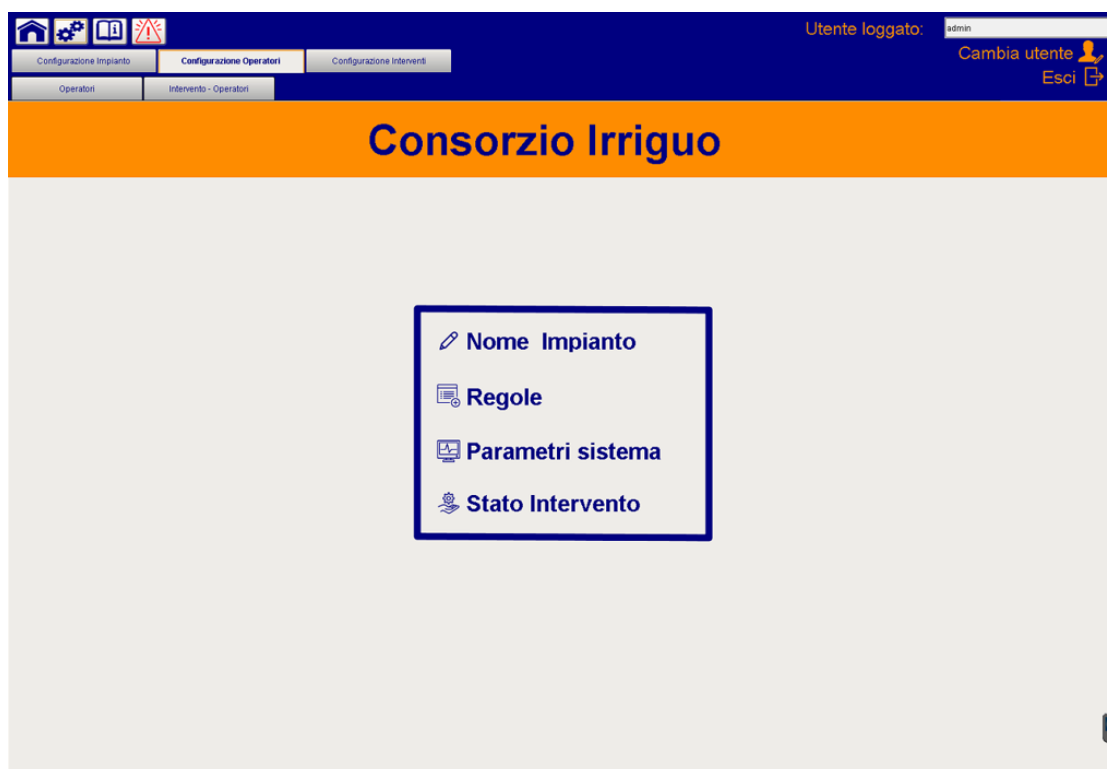 Utente loggato: admin
Configurazione Impianto Configurazione Operatori Configurazione Interventi
Cambia utente
Operatori Intervento - Operatori
Esci
Consorzio Irriguo
Nome Impianto
Regole
Parametri sistema
Stato Intervento